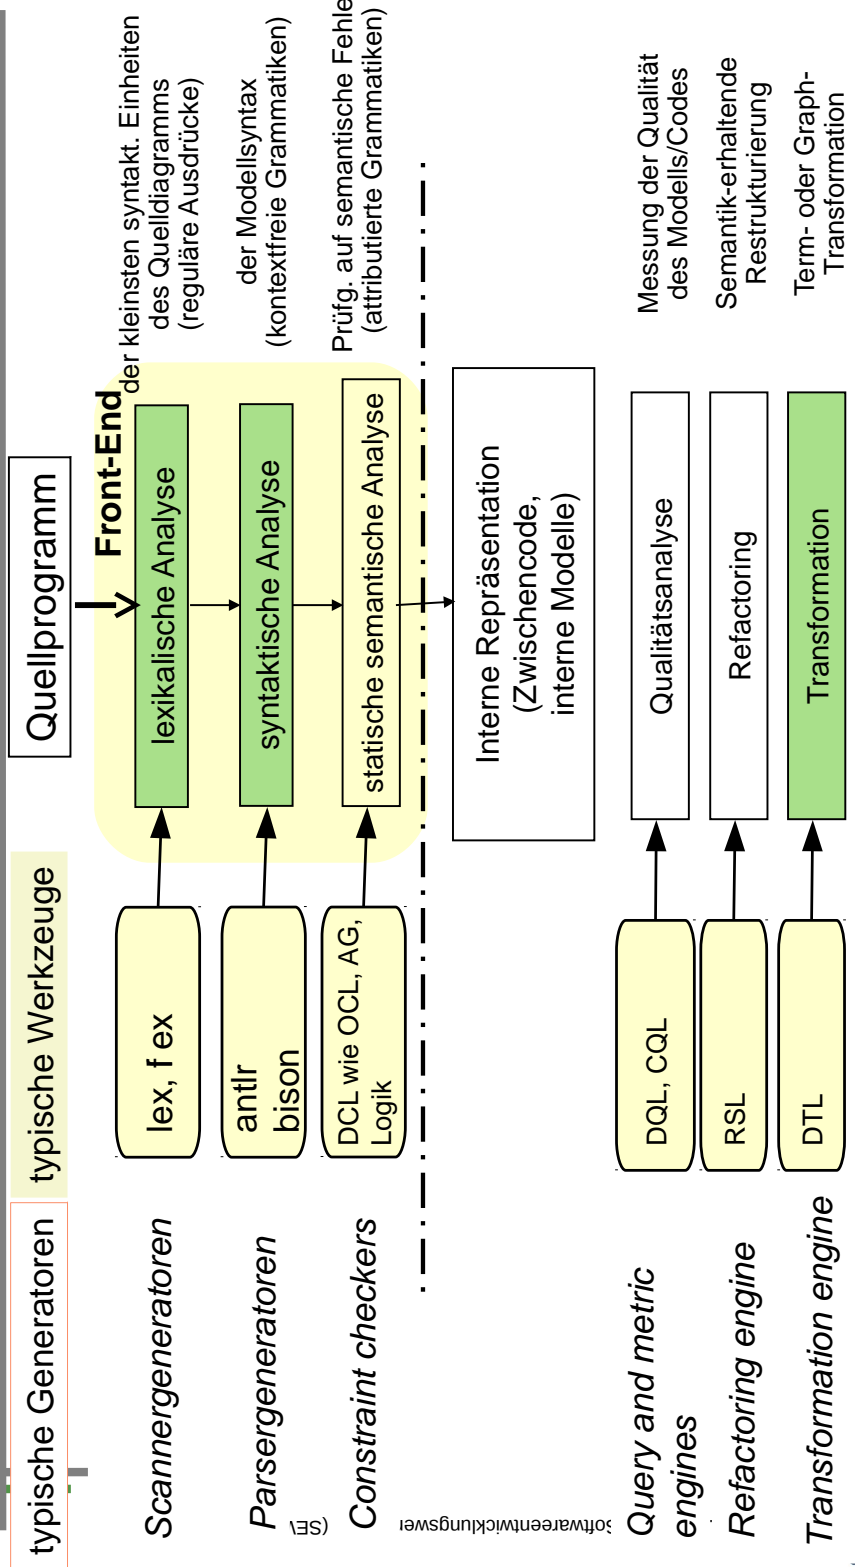 typische Generatoren
typische Werkzeuge
Quellprogramm
Front-End
Scannergeneratoren
lex, f ex
lexikalische Analyse
der kleinsten syntakt. Einheiten
des Quelldiagramms
(reguläre Ausdrücke)
Parsergeneratoren
antlr
bison
syntaktische Analyse
der Modellsyntax
(kontextfreie Grammatiken)
Constraint checkers
DCL wie OCL, AG,
Logik
statische semantische Analyse
Prüfg. auf semantische Fehle
(attributierte Grammatiken)
Interne Repräsentation
(Zwischencode,
interne Modelle)
Query and metric
engines
DQL, CQL
Qualitätsanalyse
Messung der Qualität
des Modells/Codes
Refactoring engine
RSL
Refactoring
Semantik-erhaltende
Restrukturierung
Transformation engine
DTL
Transformation
Term- oder Graph-
Transformation
oftwareentwicklungswer
(SEW